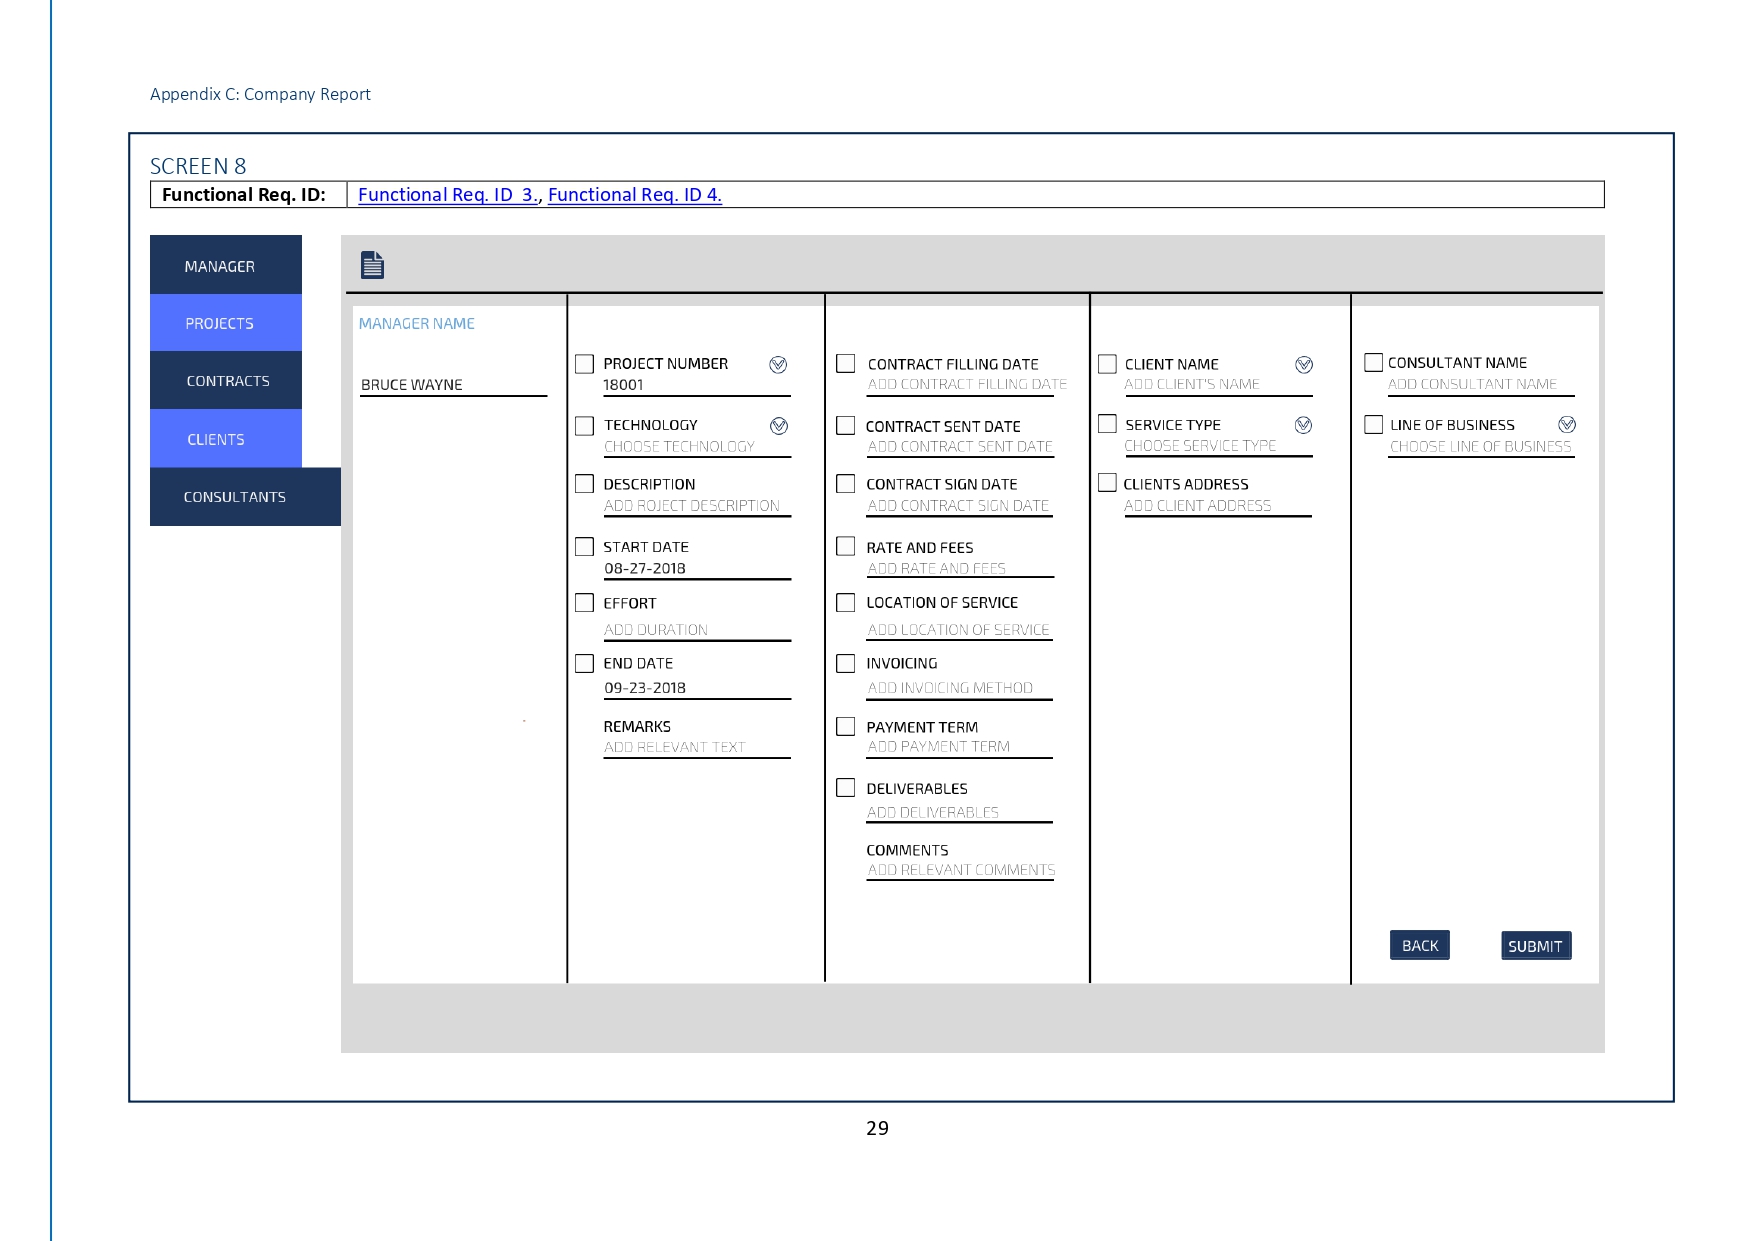 Appendix C: Company Report
SCREEN 8
Functional Req. ID: Functional Req. ID  3., Functional Req. ID 4.
MANAGER
PROJECTS
CONTRACTS
CLIENTS
CONSULTANTS
MANAGER NAME
BRUCE WAYNE
PROJECT NUMBER
18001
TECHNOLOGY
CHOOSE TECHNOLOGY
DESCRIPTION
ADD ROJECT DESCRIPTION
START DATE
08-27-2018
EFFORT
ADD DURATION
END DATE
09-23-2018
REMARKS
ADD RELEVANT TEXT
CONTRACT FILLING DATE
ADD CONTRACT FILLING DATE
CONTRACT SENT DATE
ADD CONTRACT SENT DATE
CONTRACT SIGN DATE
ADD CONTRACT SIGN DATE
RATE AND FEES
ADD RATE AND FEES
LOCATION OF SERVICE
ADD LOCATION OF SERVICE
INVOICING
ADD INVOICING METHOD
PAYMENT TERM
ADD PAYMENT TERM
DELIVERABLES
ADD DELIVERABLES
COMMENTS
ADD RELEVANT COMMENTS
CLIENT NAME
ADD CLIENT'S NAME
SERVICE TYPE
CHOOSE SERVICE TYPE
CLIENTS ADDRESS
ADD CLIENT ADDRESS
CONSULTANT NAME
ADD CONSULTANT NAME
LINE OF BUSINESS
CHOOSE LINE OF BUSINESS
BACK
SUBMIT
29